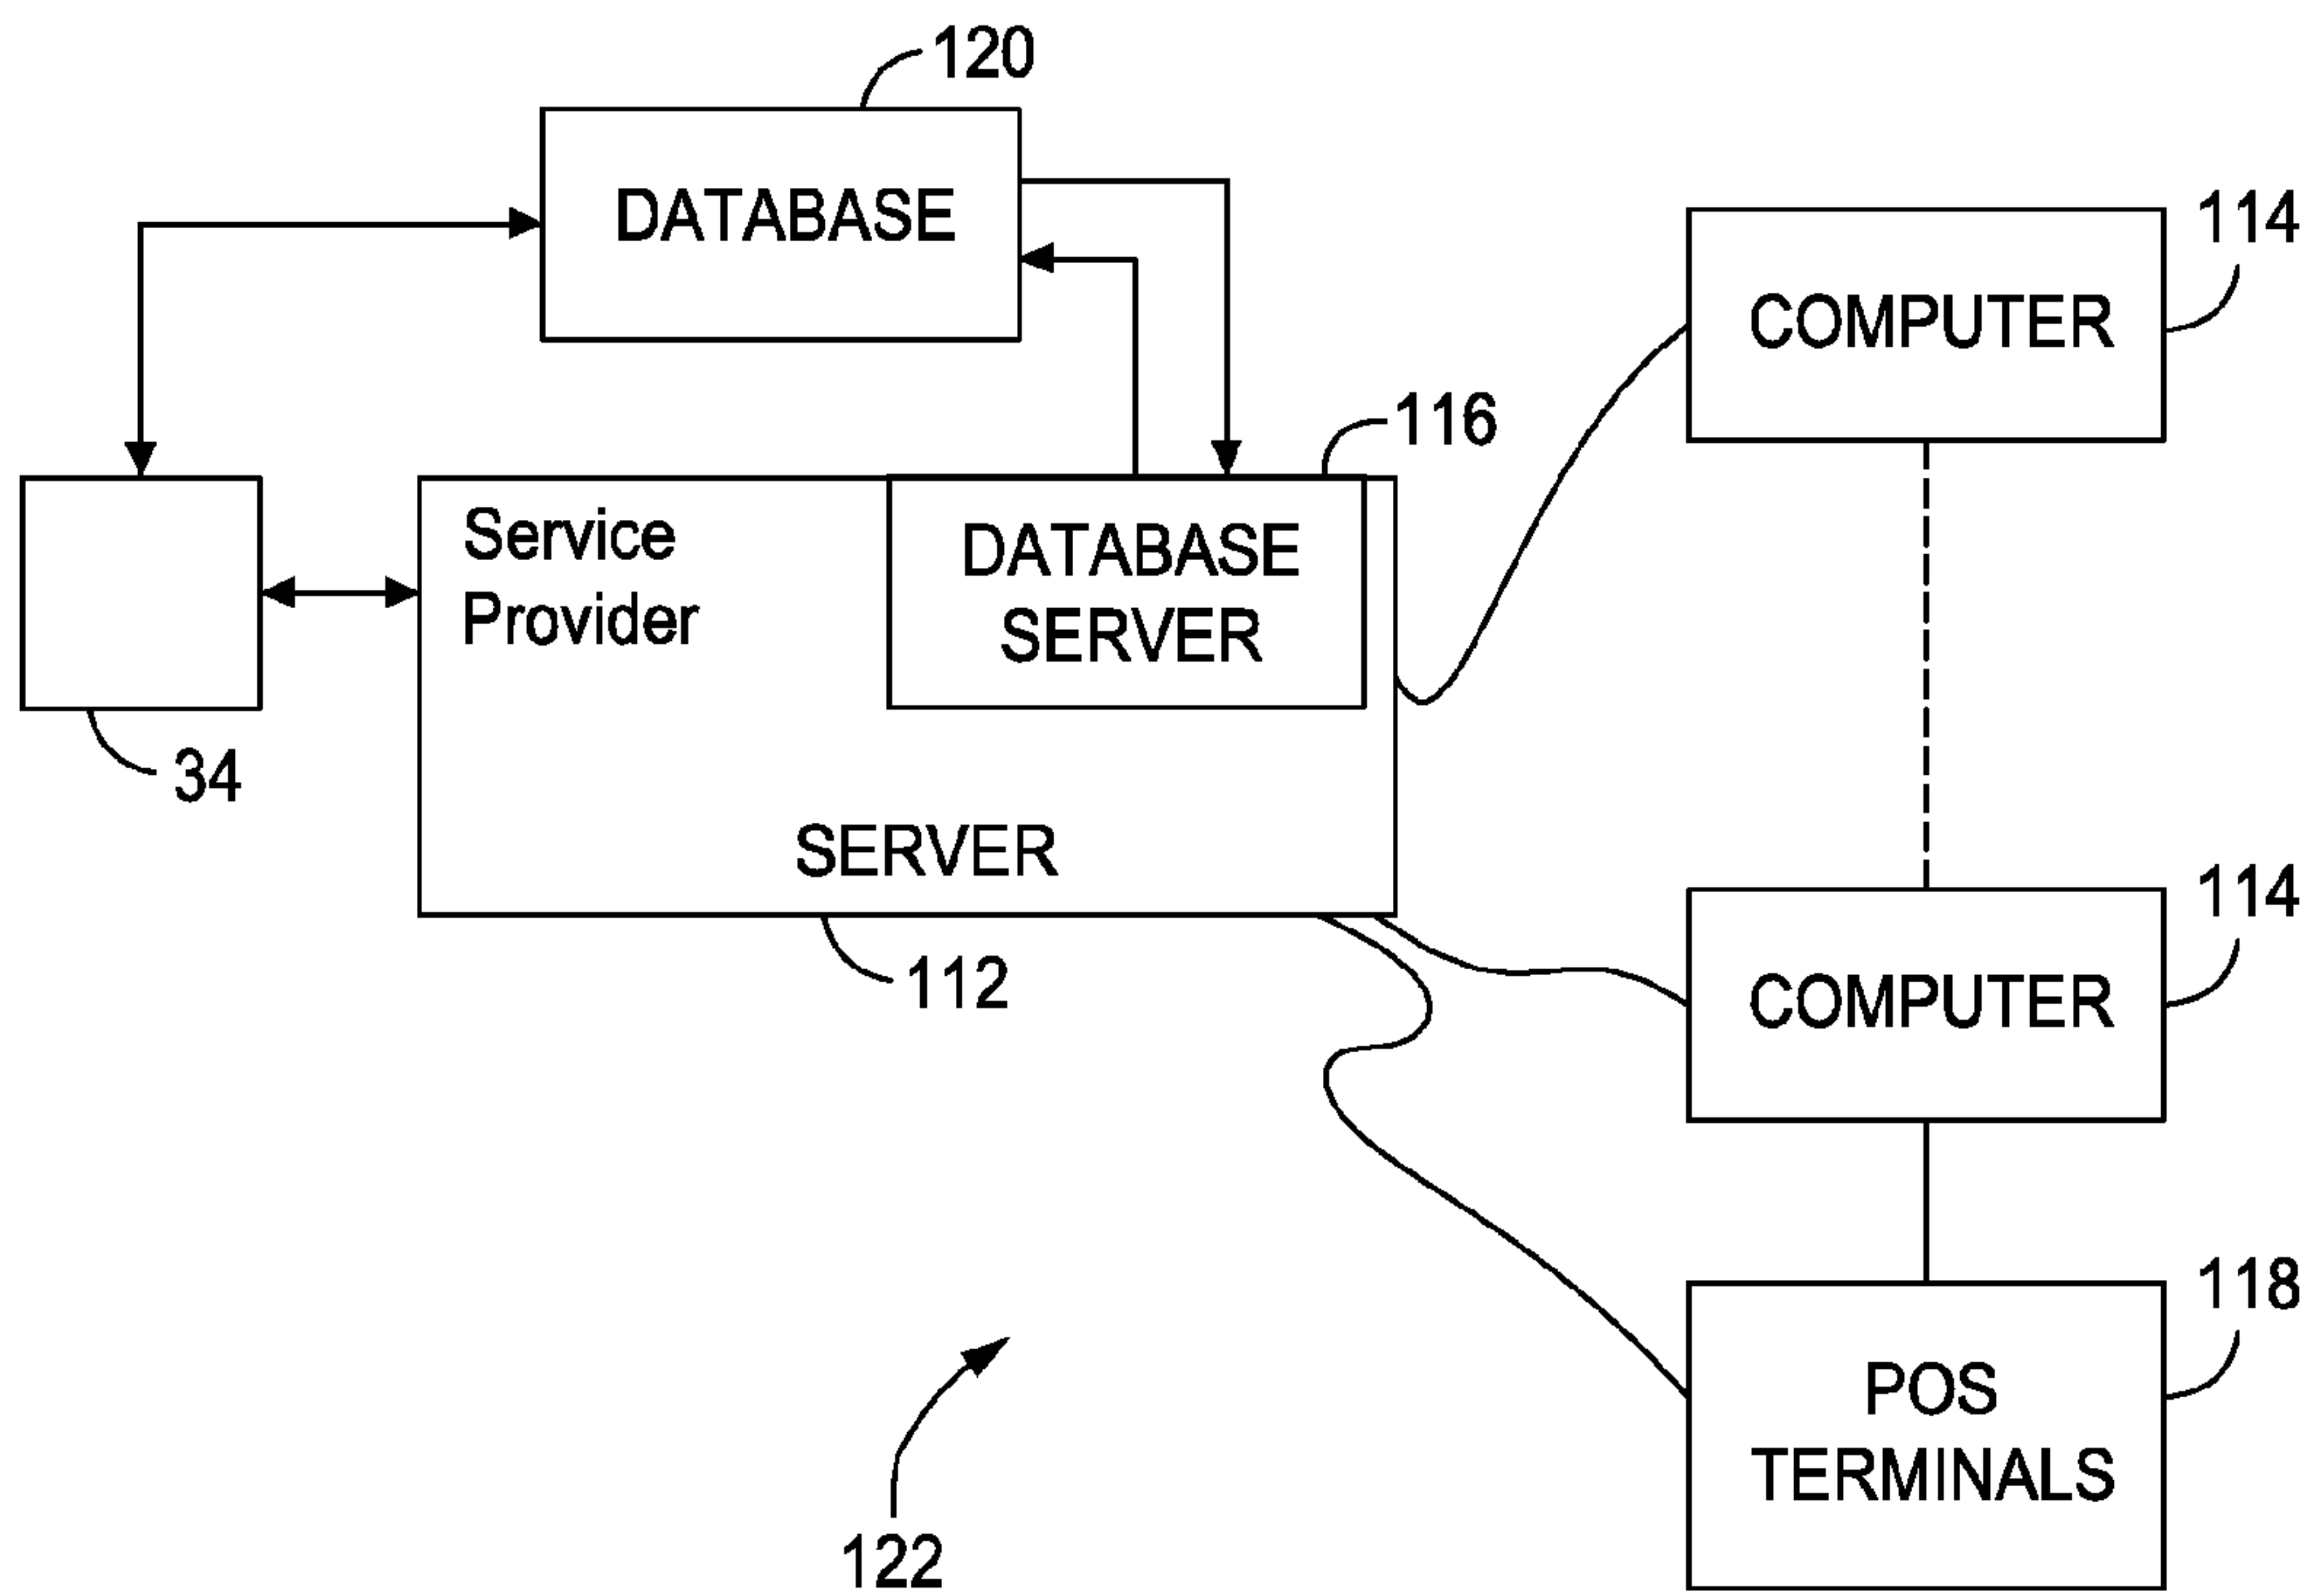 120
DATABASE
114
COMPUTER
116
Service
Provider
DATABASE
SERVER
34
SERVER
112
114
COMPUTER
118
POS
TERMINALS
122